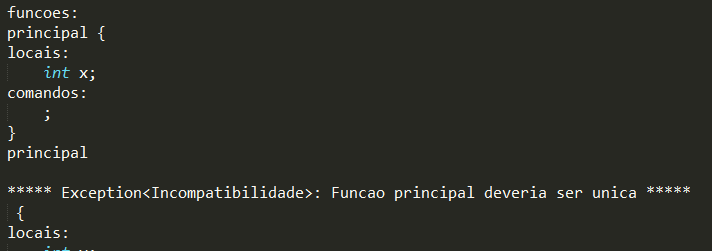 funcoes:
principal {
locais:
int x;
comandos:
;
}
principal
***** Exception<Incompatibilidade>: Funcao principal deveria ser unica *****
{
locais: